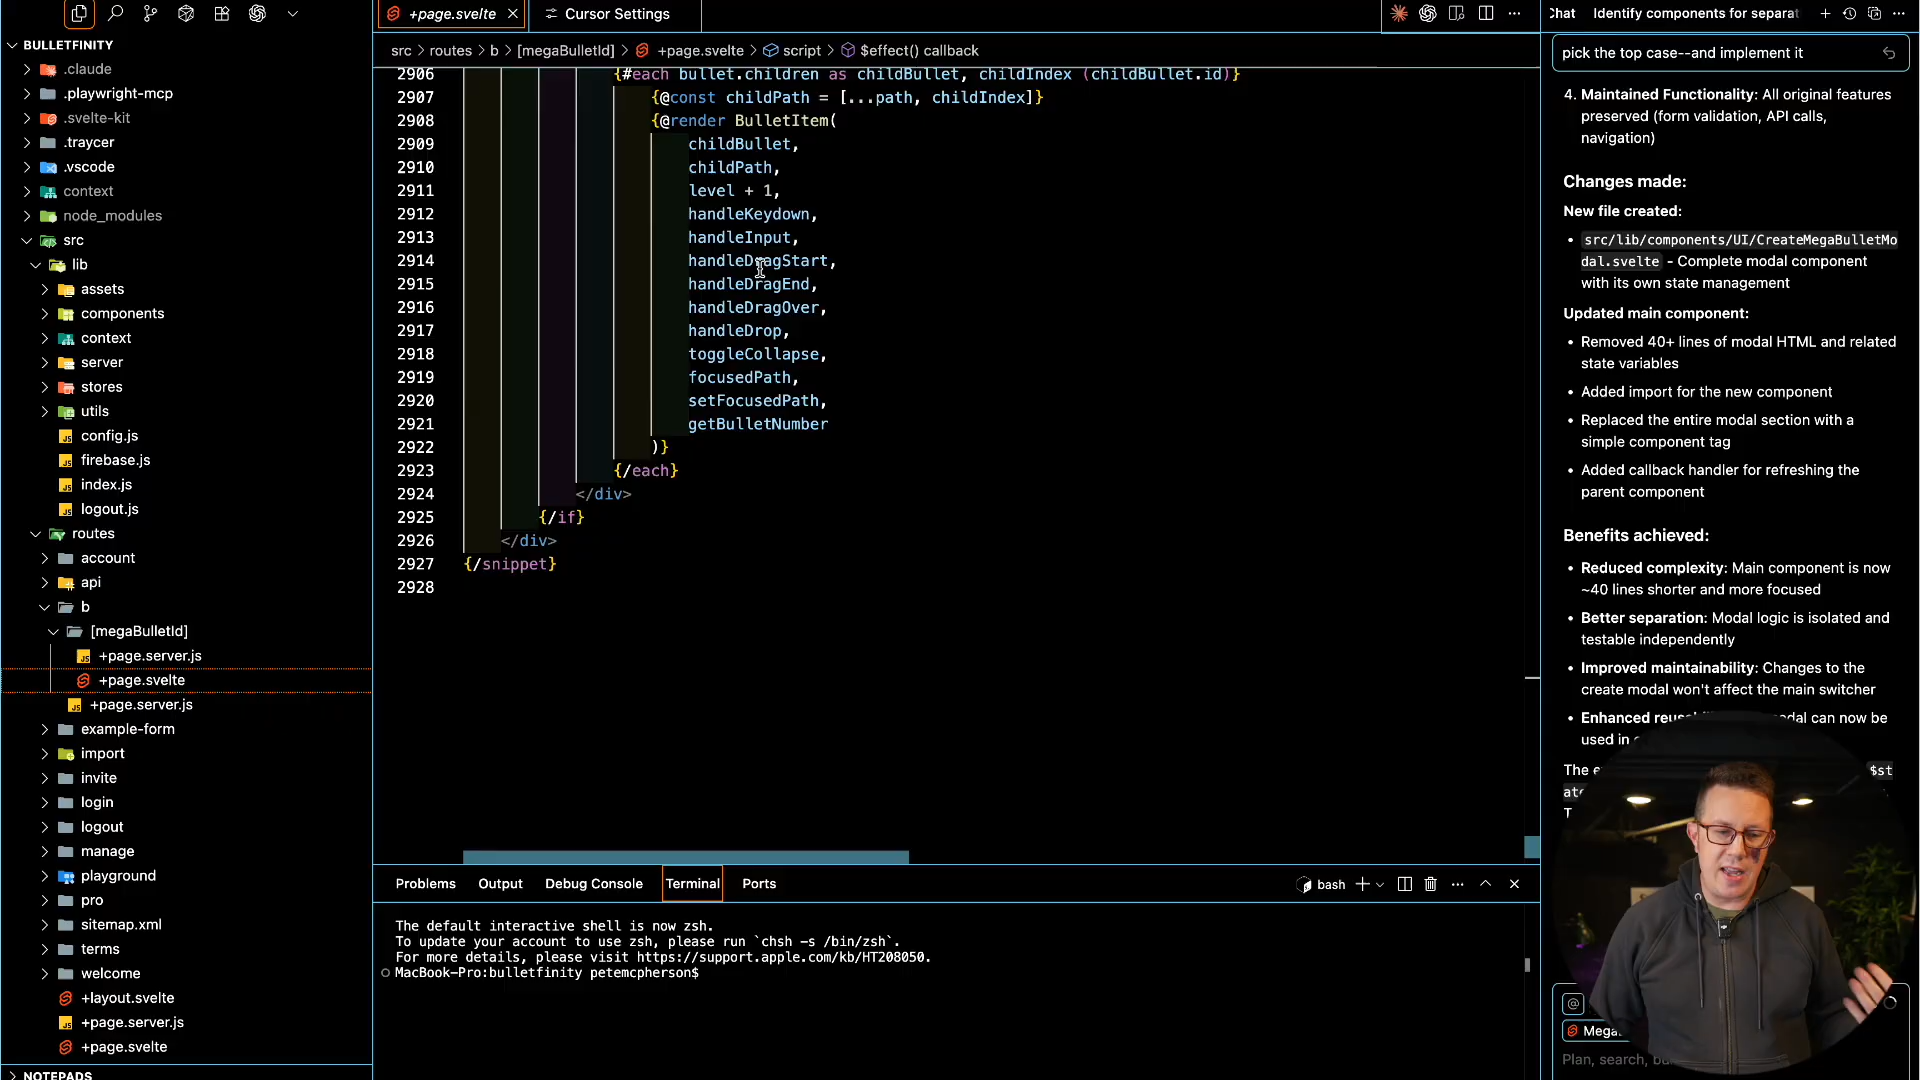 +page.svelte
Cursor Settings
Chat
Identify components for separat
BULLETFINITY
.claude
.playwright-mcp
.svelte-kit
.traycer
.vscode
context
node_modules
src
lib
assets
components
context
server
stores
utils
config.js
firebase.js
index.js
logout.js
routes
account
api
b
[megaBulletId]
+page.server.js
+page.svelte
+page.server.js
example-form
import
invite
login
logout
manage
playground
pro
sitemap.xml
terms
welcome
+layout.svelte
+page.server.js
+page.svelte
NOTEPADS
src > routes > b > [megaBulletId] > +page.svelte > script > $effect() callback
2906 {#each bullet.children as childBullet, childIndex (childBullet.id)}
2907 {@const childPath = [...path, childIndex]}
2908 {@render BulletItem(
2909 childBullet,
2910 childPath,
2911 level + 1,
2912 handleKeydown,
2913 handleInput,
2914 handleDragStart,
2915 handleDragEnd,
2916 handleDragOver,
2917 handleDrop,
2918 toggleCollapse,
2919 focusedPath,
2920 setFocusedPath,
2921 getBulletNumber
2922 )}
2923 {/each}
2924 </div>
2925 {/if}
2926 </div>
2927 {/snippet}
2928
Problems
Output
Debug Console
Terminal
Ports
bash
The default interactive shell is now zsh.
To update your account to use zsh, please run `chsh -s /bin/zsh`.
For more details, please visit https://support.apple.com/kb/HT208050.
MacBook-Pro:bulletfinity petemcpherson$
pick the top case--and implement it
4. Maintained Functionality: All original features
preserved (form validation, API calls,
navigation)
Changes made:
New file created:
• src/lib/components/UI/CreateMegaBulletMo
dal.svelte - Complete modal component
with its own state management
Updated main component:
• Removed 40+ lines of modal HTML and related
state variables
• Added import for the new component
• Replaced the entire modal section with a
simple component tag
• Added callback handler for refreshing the
parent component
Benefits achieved:
• Reduced complexity: Main component is now
~40 lines shorter and more focused
• Better separation: Modal logic is isolated and
testable independently
• Improved maintainability: Changes to the
create modal won't affect the main switcher
• Enhanced can now be
used in
The $st
Plan, search,